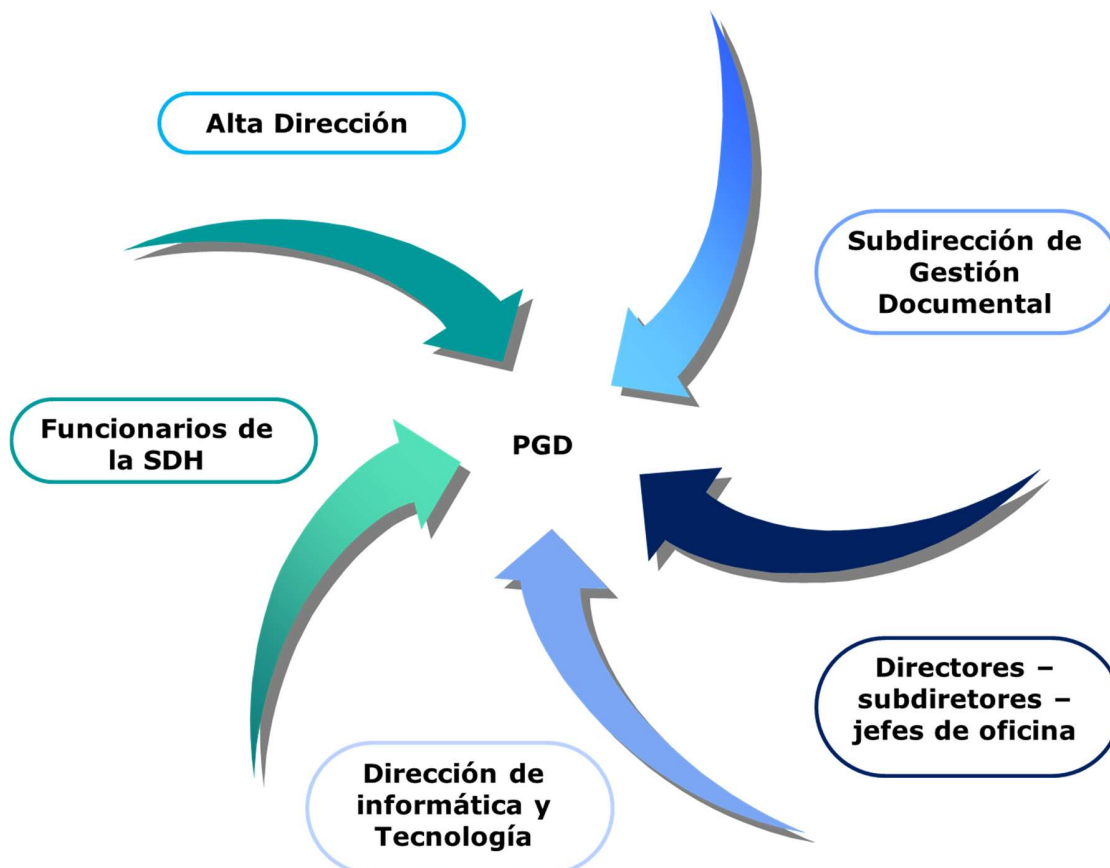 Alta Dirección
Subdirección de
Gestión
Documental
Funcionarios de
la SDH
PGD
Directores –
subdiretores –
jefes de oficina
Dirección de
informática y
Tecnología